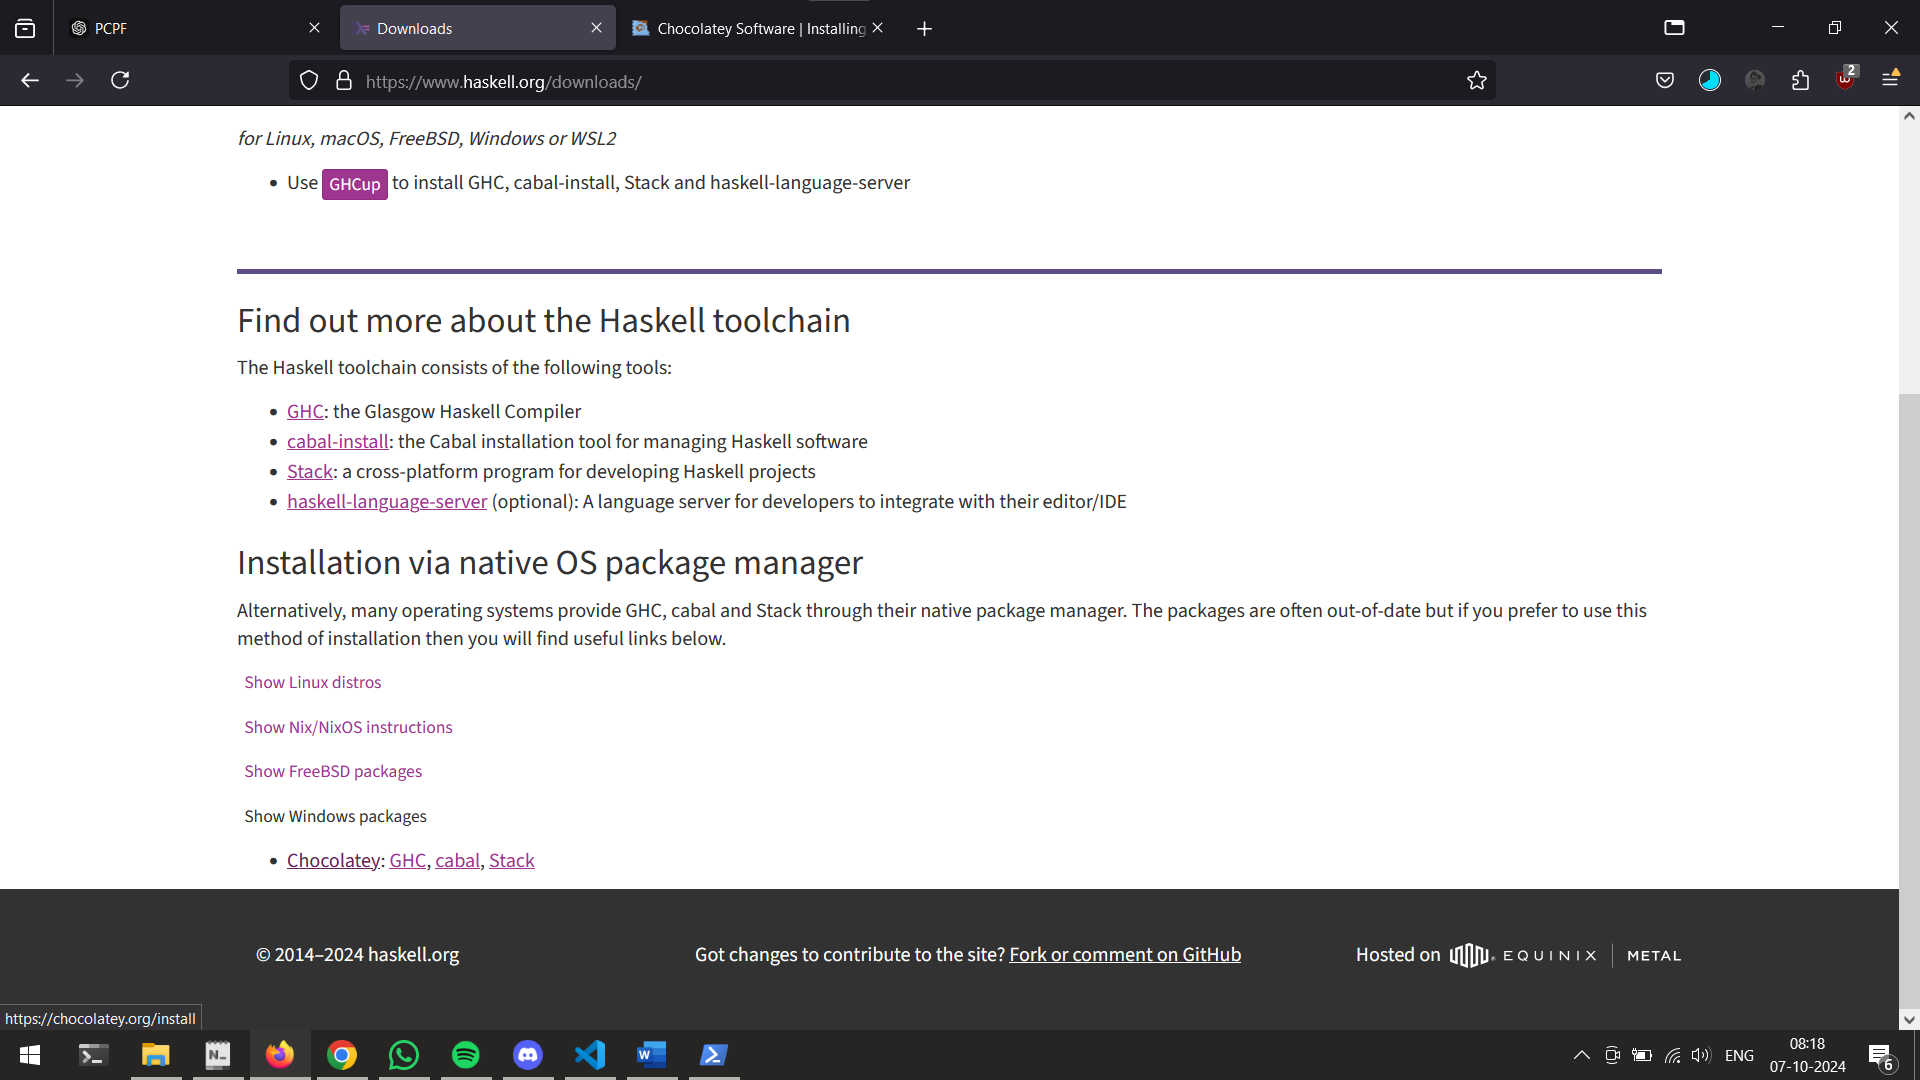 PCPF
Downloads
Chocolatey Software | Installing
https://www.haskell.org/downloads/
2
for Linux, macOS, FreeBSD, Windows or WSL2
Use GHCup to install GHC, cabal-install, Stack and haskell-language-server
Find out more about the Haskell toolchain
The Haskell toolchain consists of the following tools:
GHC: the Glasgow Haskell Compiler
cabal-install: the Cabal installation tool for managing Haskell software
Stack: a cross-platform program for developing Haskell projects
haskell-language-server (optional): A language server for developers to integrate with their editor/IDE
Installation via native OS package manager
Alternatively, many operating systems provide GHC, cabal and Stack through their native package manager. The packages are often out-of-date but if you prefer to use this
method of installation then you will find useful links below.
Show Linux distros
Show Nix/NixOS instructions
Show FreeBSD packages
Show Windows packages
Chocolatey: GHC, cabal, Stack
© 2014–2024 haskell.org
Got changes to contribute to the site? Fork or comment on GitHub
Hosted on EQUINIX | METAL
https://chocolatey.org/install
ENG
08:18
07-10-2024
6